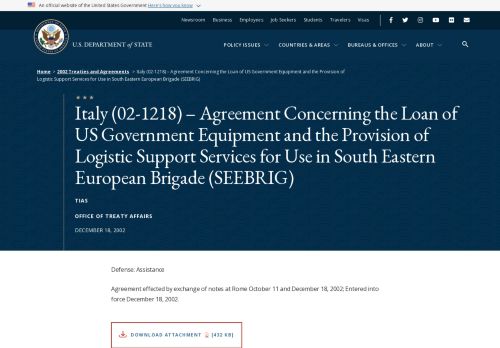 An official website of the United States Government Here's how you know
Newsroom Business Employers Job Seekers Students Travelers Visas
U.S. DEPARTMENT of STATE
POLICY ISSUES COUNTRIES & AREAS BUREAUS & OFFICES ABOUT
Home > 2002 Treaties and Agreements > Italy (02-1218) – Agreement Concerning the Loan of US Government Equipment and the Provision of
Logistic Support Services for Use in South Eastern European Brigade (SEEBRIG)
Italy (02-1218) – Agreement Concerning the Loan of
US Government Equipment and the Provision of
Logistic Support Services for Use in South Eastern
European Brigade (SEEBRIG)
TIAS
OFFICE OF TREATY AFFAIRS
DECEMBER 18, 2002
Defense: Assistance
Agreement effected by exchange of notes at Rome October 11 and December 18, 2002; Entered into
force December 18, 2002.
DOWNLOAD ATTACHMENT [432 KB]